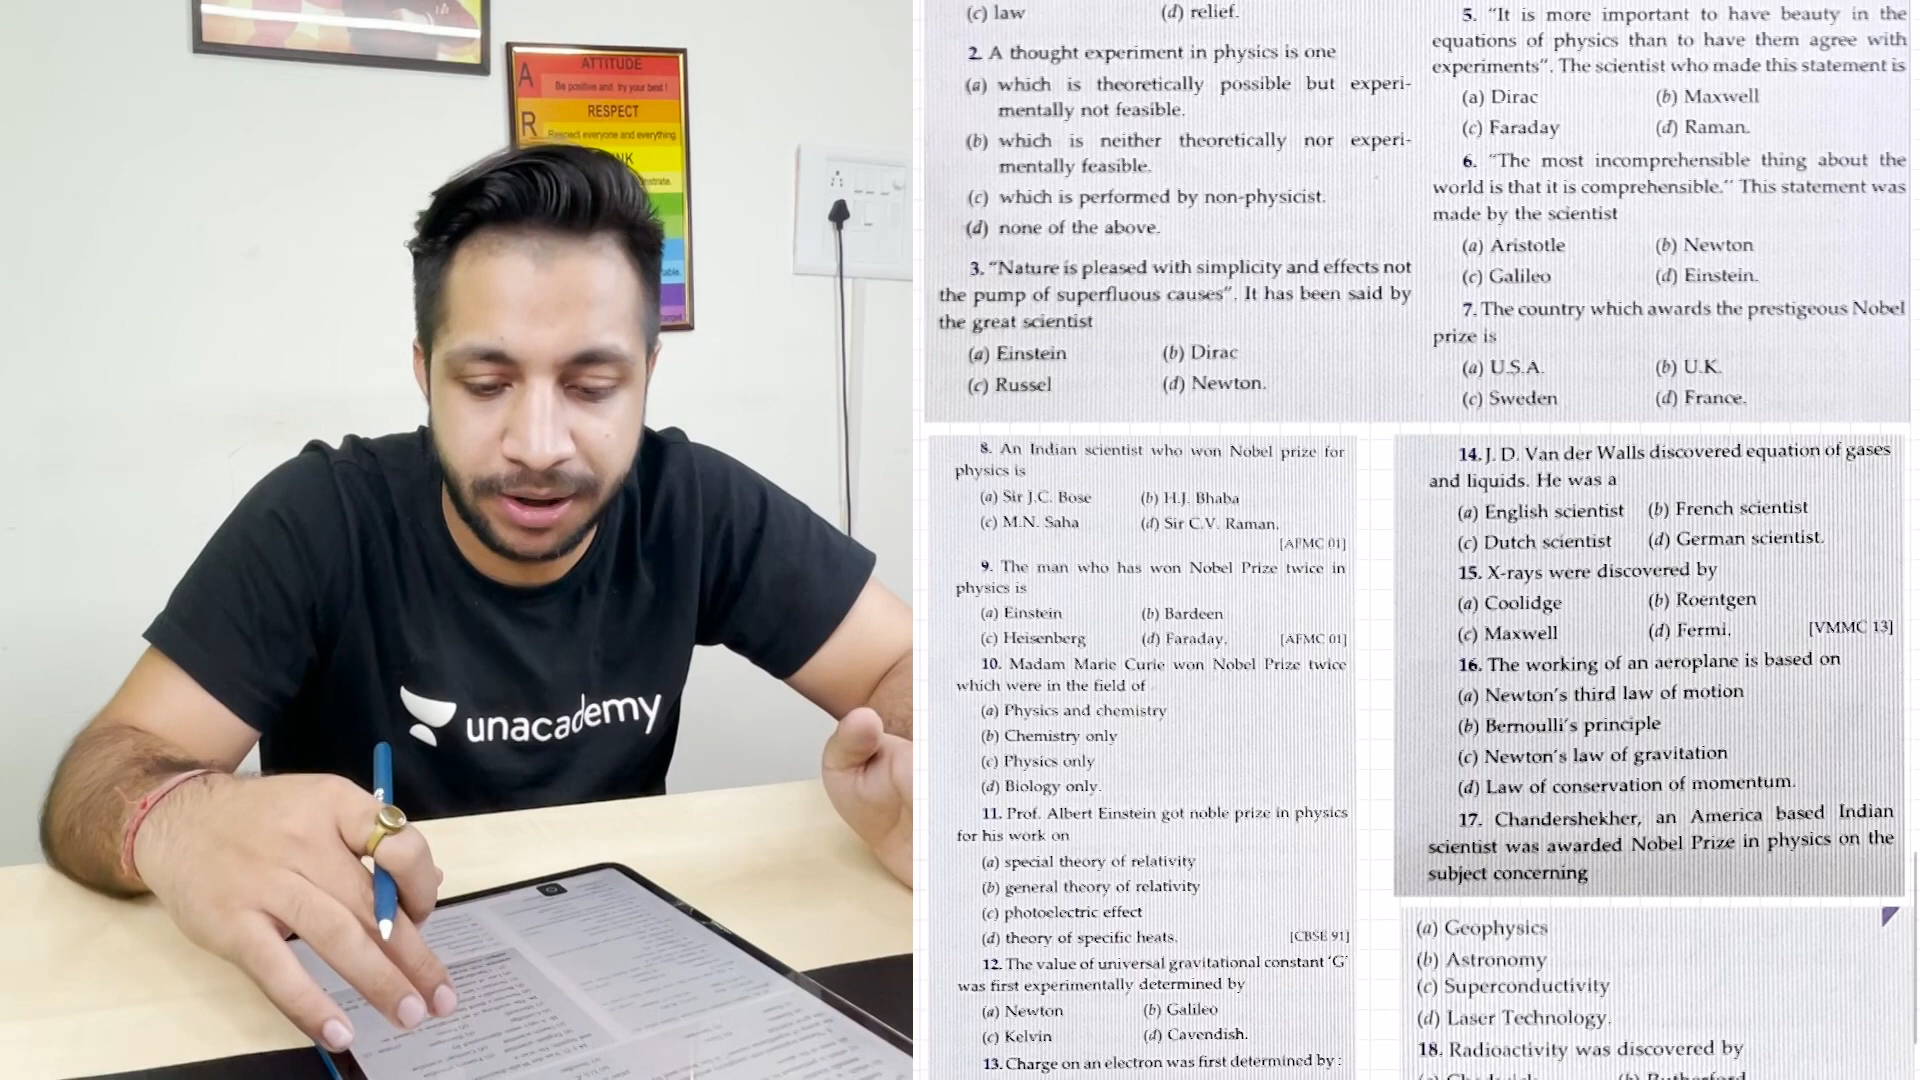 A
ATTITUDE
Be positive and try your best !
R
RESPECT
Respect everyone and everything.
unacademy
(c) law (d) relief.
2. A thought experiment in physics is one
(a) which is theoretically possible but experi-
mentally not feasible.
(b) which is neither theoretically nor experi-
mentally feasible.
(c) which is performed by non-physicist.
(d) none of the above.
3. "Nature is pleased with simplicity and effects not
the pump of superfluous causes". It has been said by
the great scientist
(a) Einstein (b) Dirac
(c) Russel (d) Newton.
5. "It is more important to have beauty in the
equations of physics than to have them agree with
experiments". The scientist who made this statement is
(a) Dirac (b) Maxwell
(c) Faraday (d) Raman.
6. "The most incomprehensible thing about the
world is that it is comprehensible." This statement was
made by the scientist
(a) Aristotle (b) Newton
(c) Galileo (d) Einstein.
7. The country which awards the prestigeous Nobel
prize is
(a) U.S.A. (b) U.K.
(c) Sweden (d) France.
8. An Indian scientist who won Nobel prize for
physics is
(a) Sir J.C. Bose (b) H.J. Bhaba
(c) M.N. Saha (d) Sir C.V. Raman.
[AFMC 01]
9. The man who has won Nobel Prize twice in
physics is
(a) Einstein (b) Bardeen
(c) Heisenberg (d) Faraday. [AFMC 01]
10. Madam Marie Curie won Nobel Prize twice
which were in the field of
(a) Physics and chemistry
(b) Chemistry only
(c) Physics only
(d) Biology only.
11. Prof. Albert Einstein got noble prize in physics
for his work on
(a) special theory of relativity
(b) general theory of relativity
(c) photoelectric effect
(d) theory of specific heats. [CBSE 91]
12. The value of universal gravitational constant 'G'
was first experimentally determined by
(a) Newton (b) Galileo
(c) Kelvin (d) Cavendish.
13. Charge on an electron was first determined by :
14. J. D. Van der Walls discovered equation of gases
and liquids. He was a
(a) English scientist (b) French scientist
(c) Dutch scientist (d) German scientist.
15. X-rays were discovered by
(a) Coolidge (b) Roentgen
(c) Maxwell (d) Fermi. [VMMC 13]
16. The working of an aeroplane is based on
(a) Newton's third law of motion
(b) Bernoulli's principle
(c) Newton's law of gravitation
(d) Law of conservation of momentum.
17. Chandershekher, an America based Indian
scientist was awarded Nobel Prize in physics on the
subject concerning
(a) Geophysics
(b) Astronomy
(c) Superconductivity
(d) Laser Technology.
18. Radioactivity was discovered by